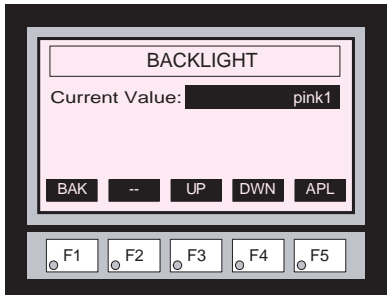 BACKLIGHT
Current Value: pink1
BAK -- UP DWN APL
F1 F2 F3 F4 F5